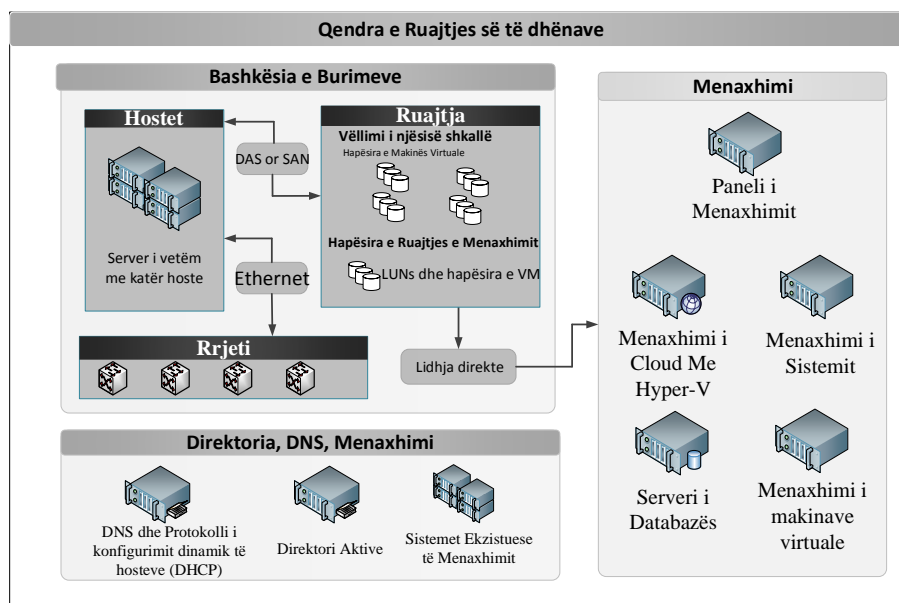 Qendra e Ruajtjes së të dhënave
Bashkësia e Burimeve
Hostet
Server i vetëm
me katër hoste
DAS or SAN
Ethernet
Ruajtja
Vëllimi i njësisë shkallë
Hapësira e Makinës Virtuale
Hapësira e Ruajtjes e Menaxhimit
LUNs dhe hapësira e VM
Rrjeti
Lidhja direkte
Menaxhimi
Paneli i
Menaxhimit
Menaxhimi i
Cloud Me
Hyper-V
Menaxhimi i
Sistemit
Serveri i
Databazës
Menaxhimi i
makinave
virtuale
Direktoria, DNS, Menaxhimi
DNS dhe Protokolli i
konfigurimit dinamik të
hosteve (DHCP)
Direktori Aktive
Sistemet Ekzistuese
të Menaxhimit